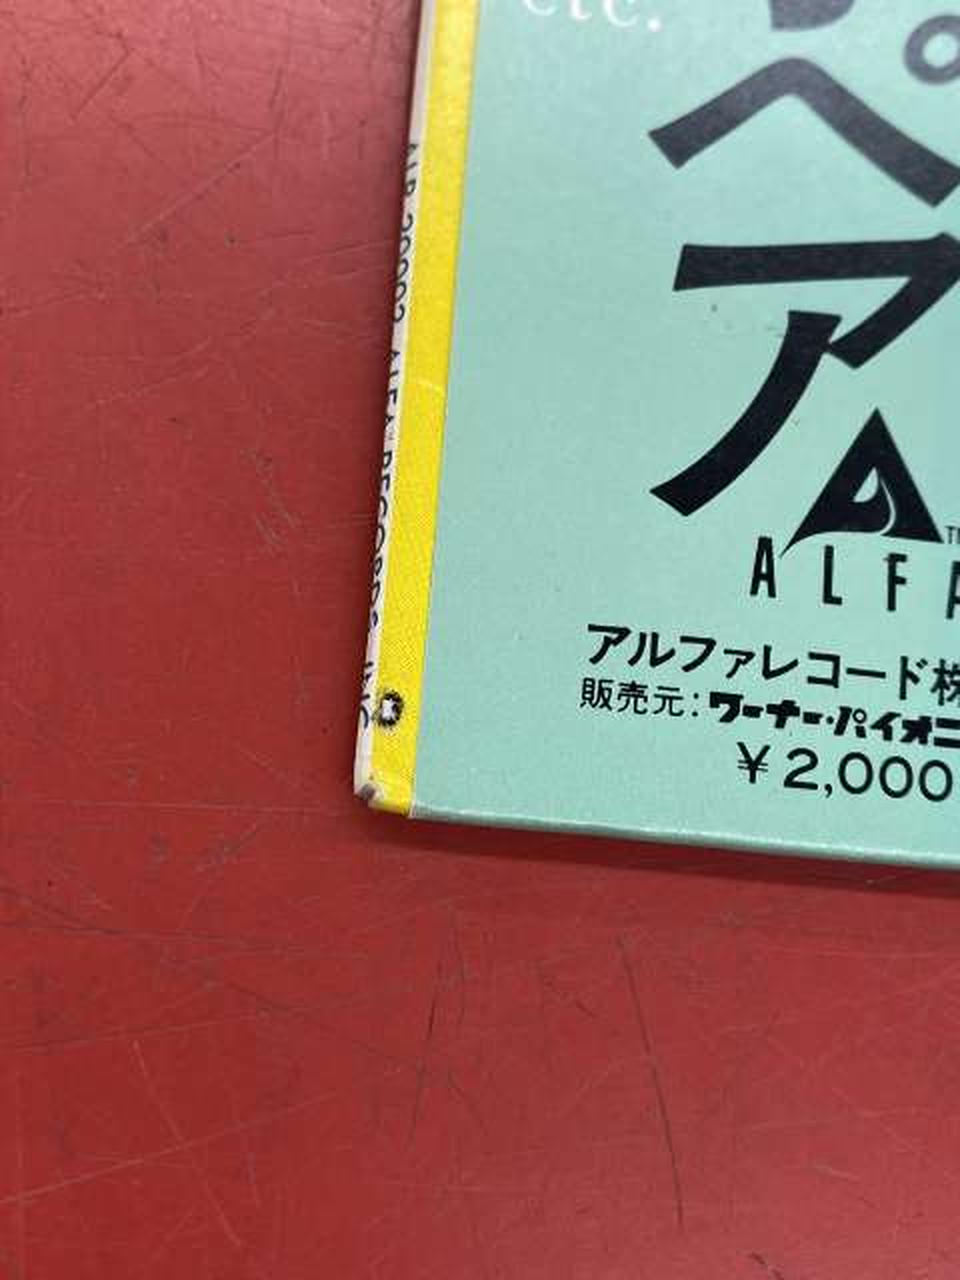 etc.
ペ
ア
ALFA
アルファレコード株
販売元:ワーナー・パイオニ
¥2,000
ALR 20002 ALFA RECORDS, INC.